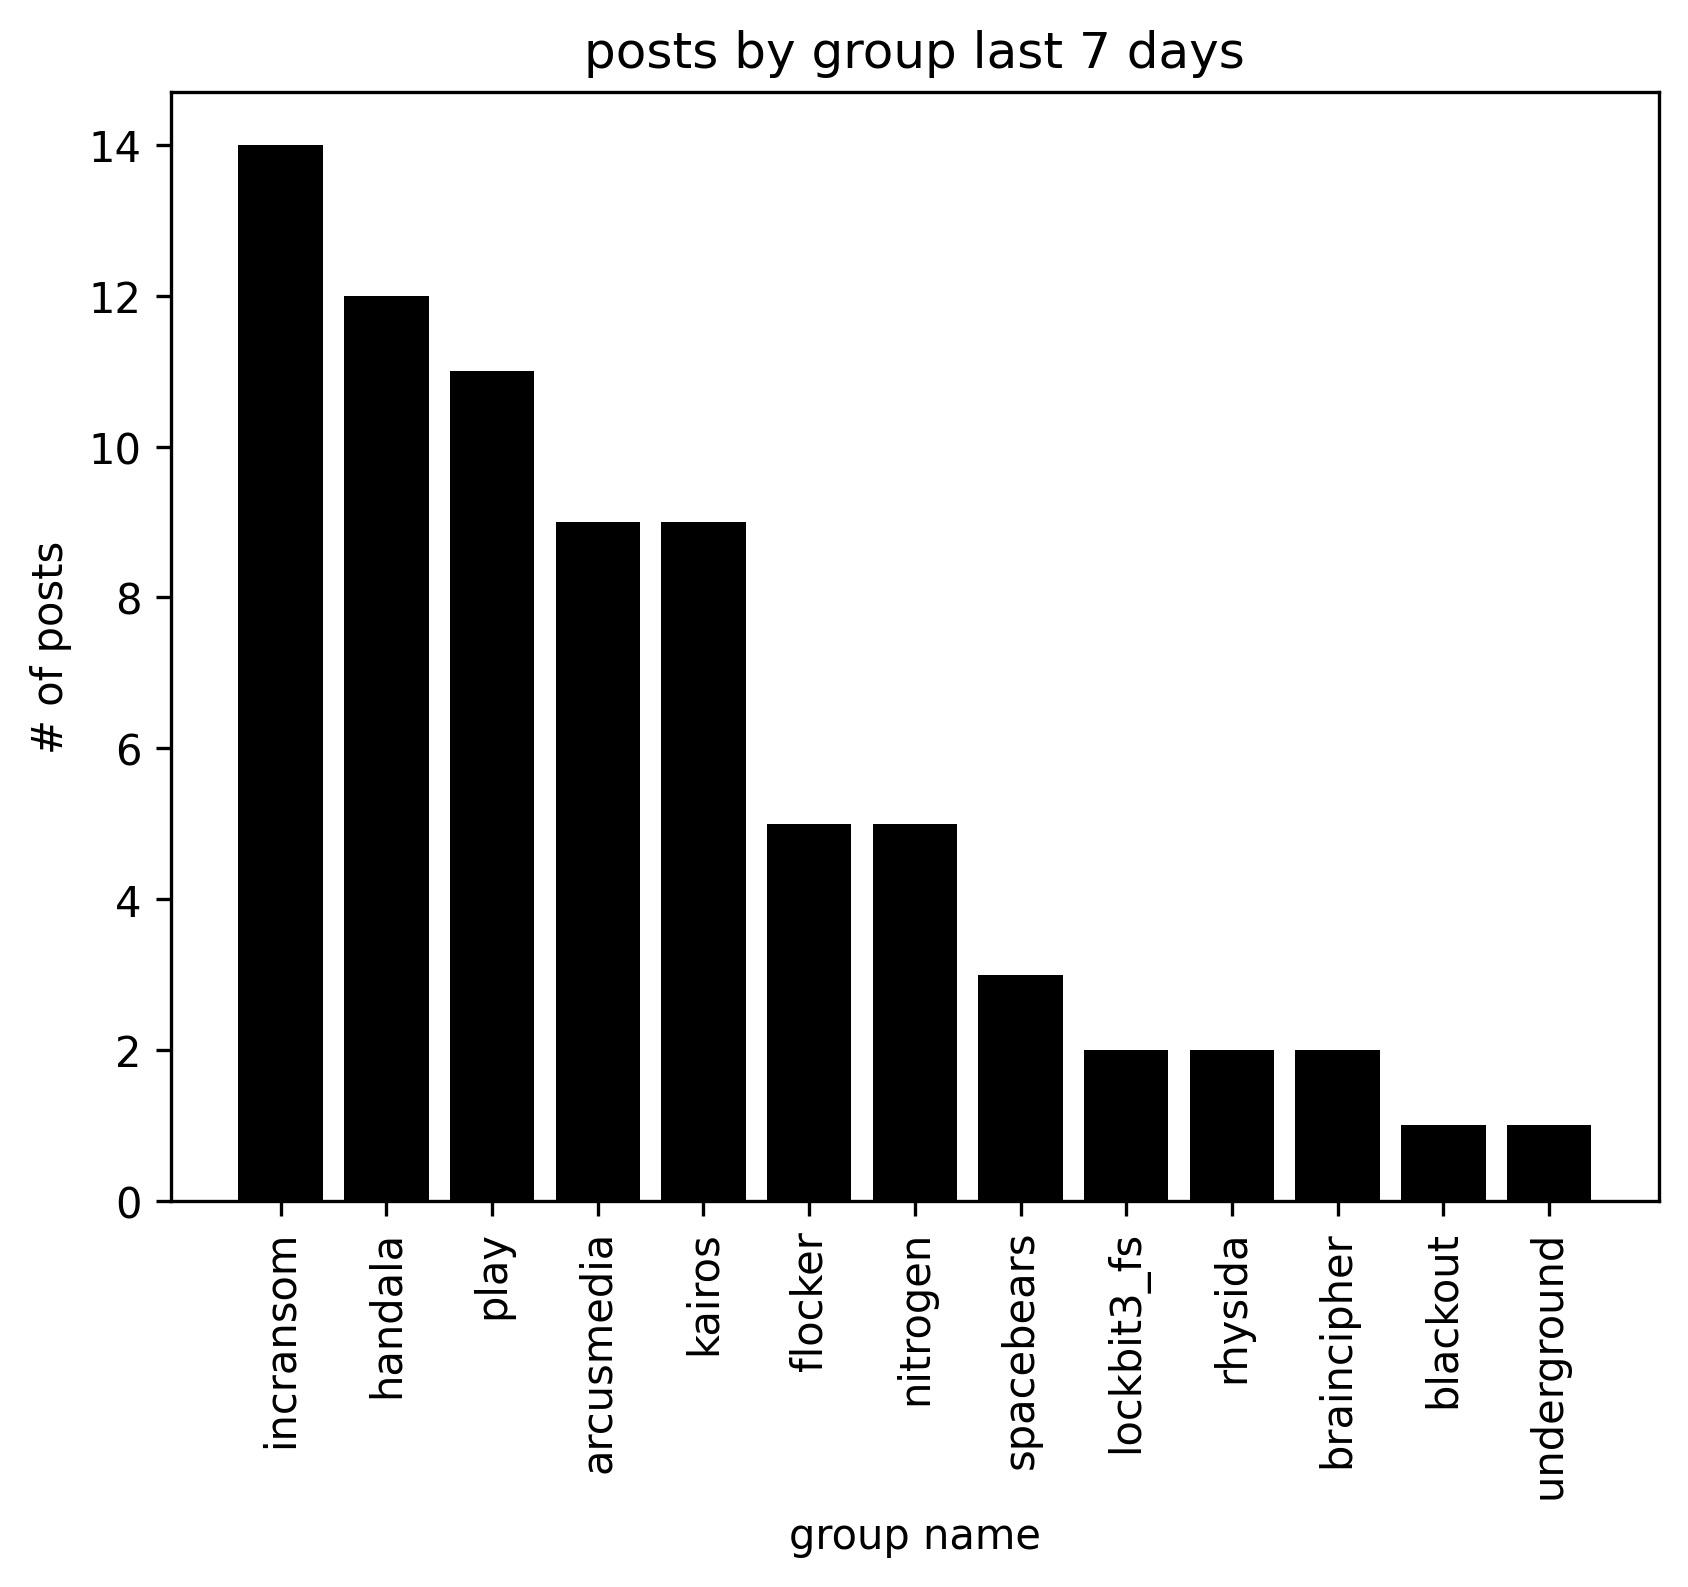 posts by group last 7 days
14
12
10
8
6
4
2
0
# of posts
incransom
handala
play
arcusmedia
kairos
flocker
nitrogen
spacebears
lockbit3_fs
rhysida
braincipher
blackout
underground
group name